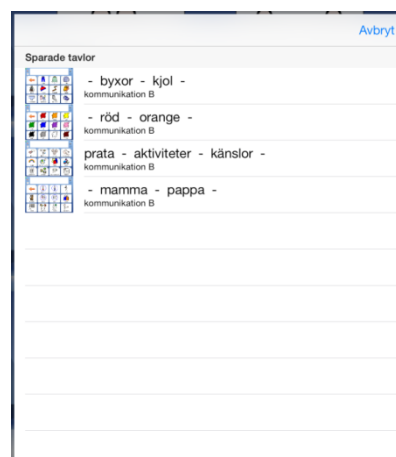 Avbryt
Sparade tavlor
- byxor - kjol -
kommunikation B
- röd - orange -
kommunikation B
prata - aktiviteter - känslor -
kommunikation B
- mamma - pappa -
kommunikation B